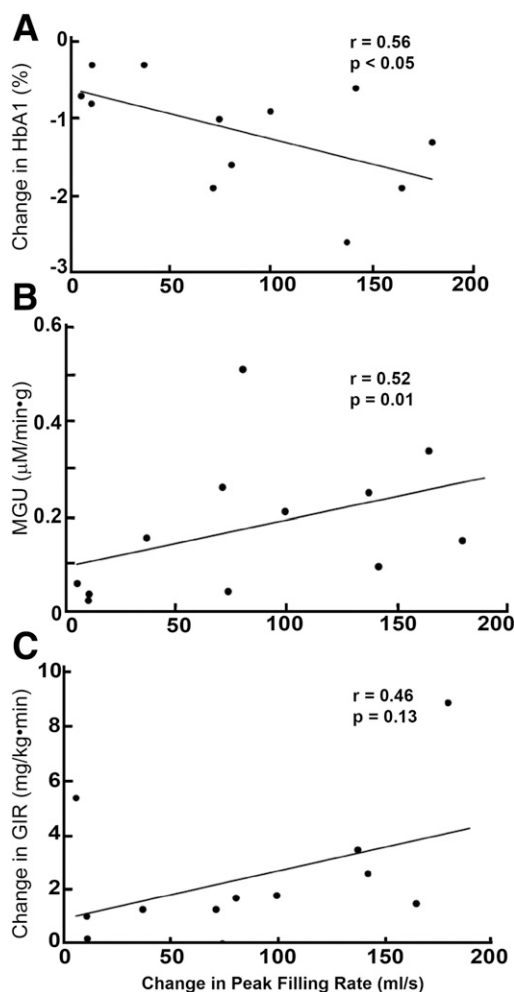 A
Change in HbA1 (%)
0
-1
-2
-3
r = 0.56
p < 0.05
0
50
100
150
200
B
MGU (μM/min•g)
0.6
0.4
0.2
0
r = 0.52
p = 0.01
50
100
150
200
C
Change in GIR (mg/kg•min)
10
8
6
4
2
0
r = 0.46
p = 0.13
0
50
100
150
200
Change in Peak Filling Rate (ml/s)